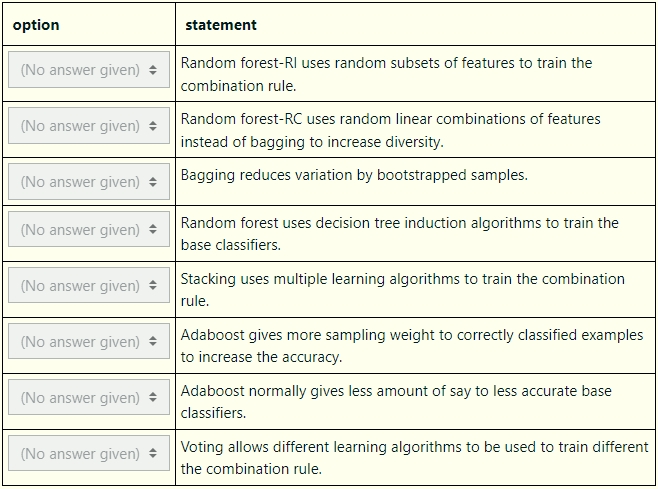 option statement
(No answer given) Random forest-RI uses random subsets of features to train the
combination rule.
(No answer given) Random forest-RC uses random linear combinations of features
instead of bagging to increase diversity.
(No answer given) Bagging reduces variation by bootstrapped samples.
(No answer given) Random forest uses decision tree induction algorithms to train the
base classifiers.
(No answer given) Stacking uses multiple learning algorithms to train the combination
rule.
(No answer given) Adaboost gives more sampling weight to correctly classified examples
to increase the accuracy.
(No answer given) Adaboost normally gives less amount of say to less accurate base
classifiers.
(No answer given) Voting allows different learning algorithms to be used to train different
the combination rule.